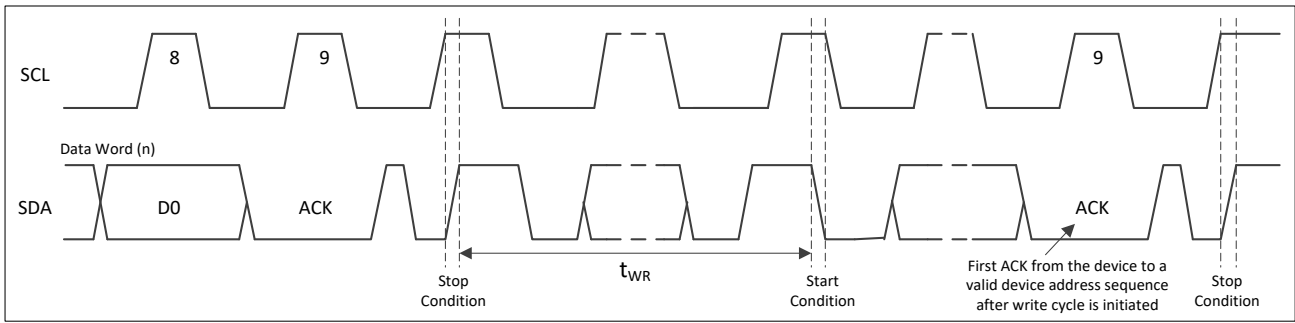 SCL
8
9
9
Data Word (n)
SDA
D0
ACK
ACK
tWR
Stop
Condition
Start
Condition
First ACK from the device to a
valid device address sequence
after write cycle is initiated
Stop
Condition